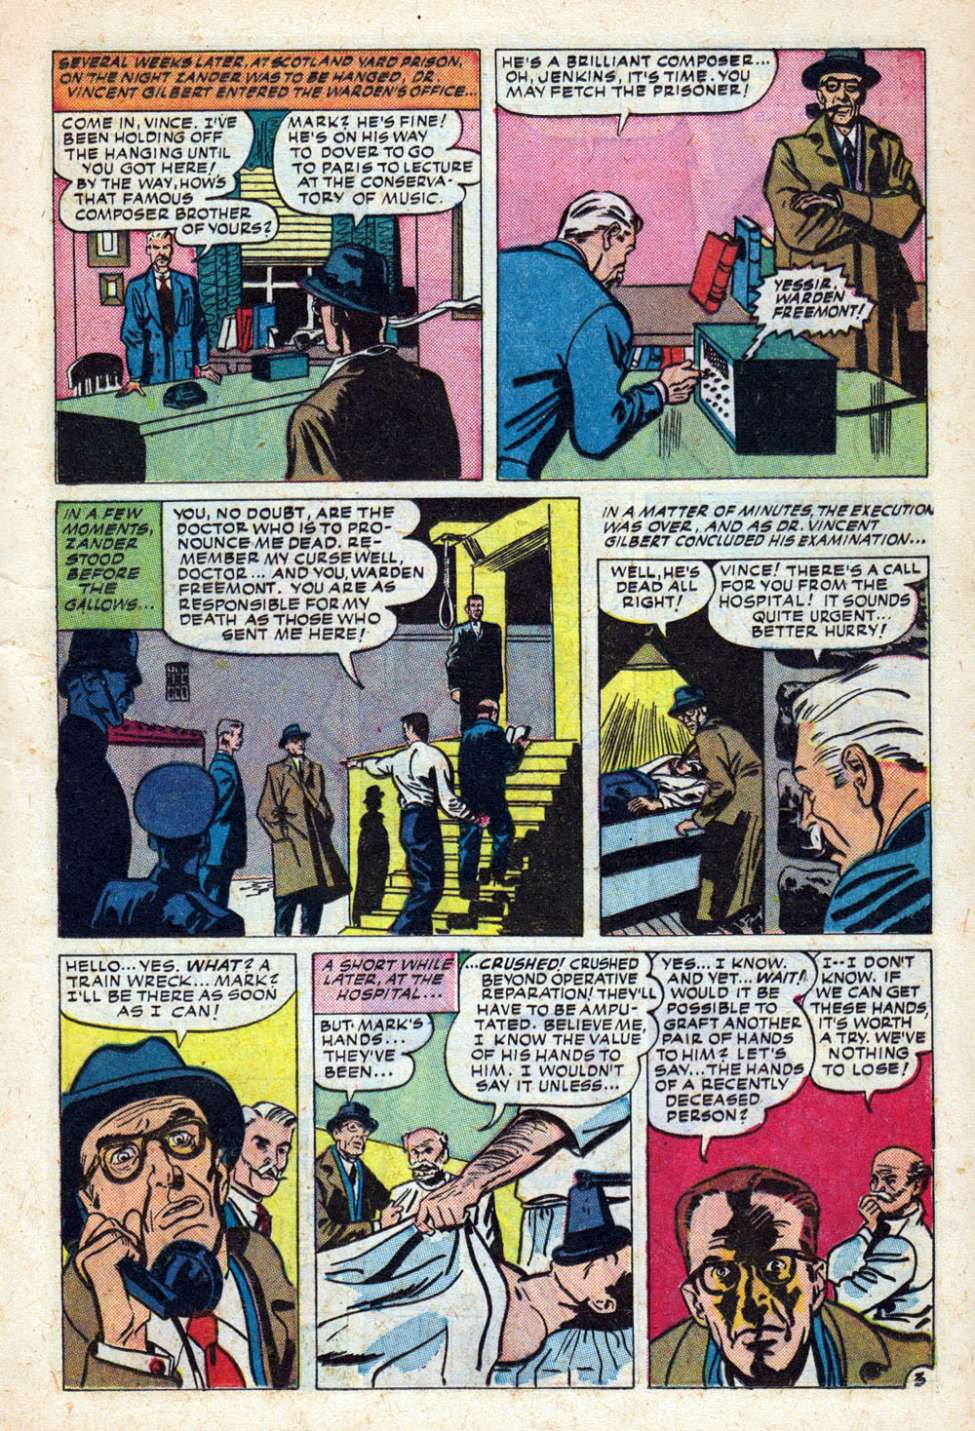 SEVERAL WEEKS LATER, AT SCOTLAND YARD PRISON,
ON THE NIGHT ZANDER WAS TO BE HANGED, DR.
VINCENT GILBERT ENTERED THE WARDEN'S OFFICE...
COME IN, VINCE. I'VE
BEEN HOLDING OFF
THE HANGING UNTIL
YOU GOT HERE!
BY THE WAY, HOW'S
THAT FAMOUS
COMPOSER BROTHER
OF YOURS?
MARK? HE'S FINE!
HE'S ON HIS WAY
TO DOVER TO GO
TO PARIS TO LECTURE
AT THE CONSERVA-
TORY OF MUSIC.
HE'S A BRILLIANT COMPOSER...
OH, JENKINS, IT'S TIME. YOU
MAY FETCH THE PRISONER!
YESSIR,
WARDEN
FREEMONT!
IN A FEW
MOMENTS,
ZANDER
STOOD
BEFORE
THE
GALLOWS...
YOU, NO DOUBT, ARE THE
DOCTOR WHO IS TO PRO-
NOUNCE ME DEAD. RE-
MEMBER MY CURSE WELL,
DOCTOR... AND YOU, WARDEN
FREEMONT. YOU ARE AS
RESPONSIBLE FOR MY
DEATH AS THOSE WHO
SENT ME HERE!
IN A MATTER OF MINUTES, THE EXECUTION
WAS OVER, AND AS DR. VINCENT
GILBERT CONCLUDED HIS EXAMINATION...
WELL, HE'S
DEAD ALL
RIGHT!
VINCE! THERE'S A CALL
FOR YOU FROM THE
HOSPITAL! IT SOUNDS
QUITE URGENT...
BETTER HURRY!
HELLO...YES. WHAT? A
TRAIN WRECK... MARK?
I'LL BE THERE AS SOON
AS I CAN!
A SHORT WHILE
LATER, AT THE
HOSPITAL...
BUT MARK'S
HANDS...
THEY'VE
BEEN...
...CRUSHED! CRUSHED
BEYOND OPERATIVE
REPARATION! THEY'LL
HAVE TO BE AMPU-
TATED. BELIEVE ME,
I KNOW THE VALUE
OF HIS HANDS TO
HIM. I WOULDN'T
SAY IT UNLESS...
YES... I KNOW.
AND YET... WAIT!
WOULD IT BE
POSSIBLE TO
GRAFT ANOTHER
PAIR OF HANDS
TO HIM? LET'S
SAY...THE HANDS
OF A RECENTLY
DECEASED
PERSON?
I--I DON'T
KNOW. IF
WE CAN GET
THESE HANDS,
IT'S WORTH
A TRY. WE'VE
NOTHING
TO LOSE!
3